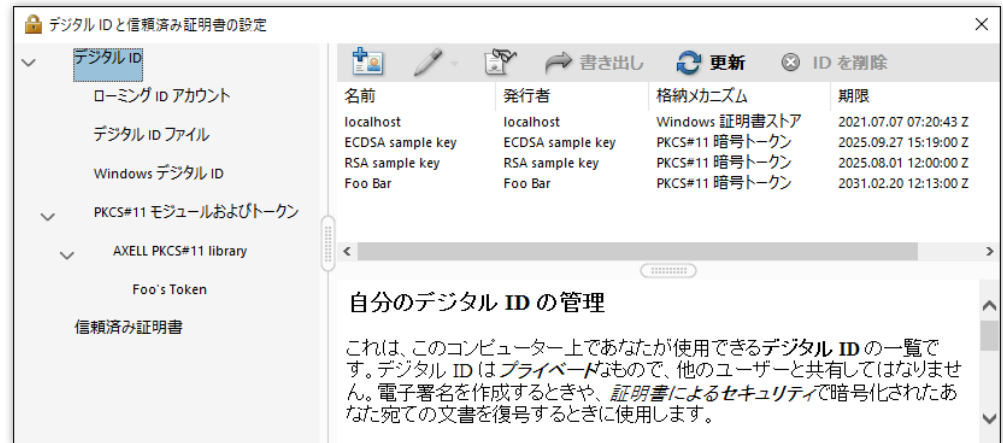 デジタル ID と信頼済み証明書の設定
デジタル ID
ローミング ID アカウント
デジタル ID ファイル
Windows デジタル ID
PKCS#11 モジュールおよびトークン
AXELL PKCS#11 library
Foo's Token
信頼済み証明書
書き出し 更新 ID を削除
名前 発行者 格納メカニズム 期限
localhost localhost Windows 証明書ストア 2021.07.07 07:20:43 Z
ECDSA sample key ECDSA sample key PKCS#11 暗号トークン 2025.09.27 15:19:00 Z
RSA sample key RSA sample key PKCS#11 暗号トークン 2025.08.01 12:00:00 Z
Foo Bar Foo Bar PKCS#11 暗号トークン 2031.02.20 12:13:00 Z
自分のデジタル ID の管理
これは、このコンピューター上であなたが使用できるデジタル ID の一覧で
す。デジタル ID はプライベートなもので、他のユーザーと共有してはなりませ
ん。電子署名を作成するときや、証明書によるセキュリティで暗号化されたあ
なた宛ての文書を復号するときに使用します。